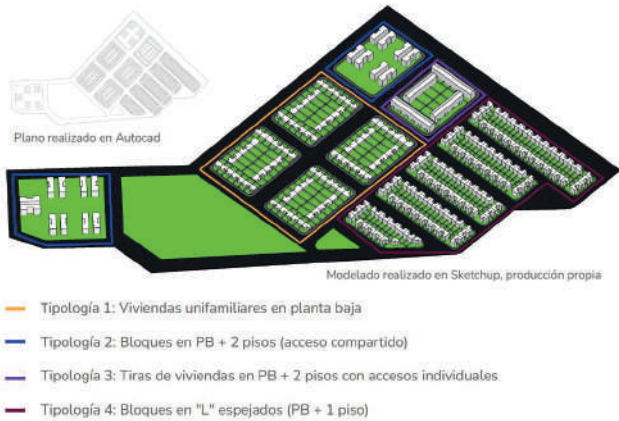 Plano realizado en Autocad
Modelado realizado en Sketchup, producción propia
Tipología 1: Viviendas unifamiliares en planta baja
Tipología 2: Bloques en PB + 2 pisos (acceso compartido)
Tipología 3: Tiras de viviendas en PB + 2 pisos con accesos individuales
Tipología 4: Bloques en "L" espejados (PB + 1 piso)